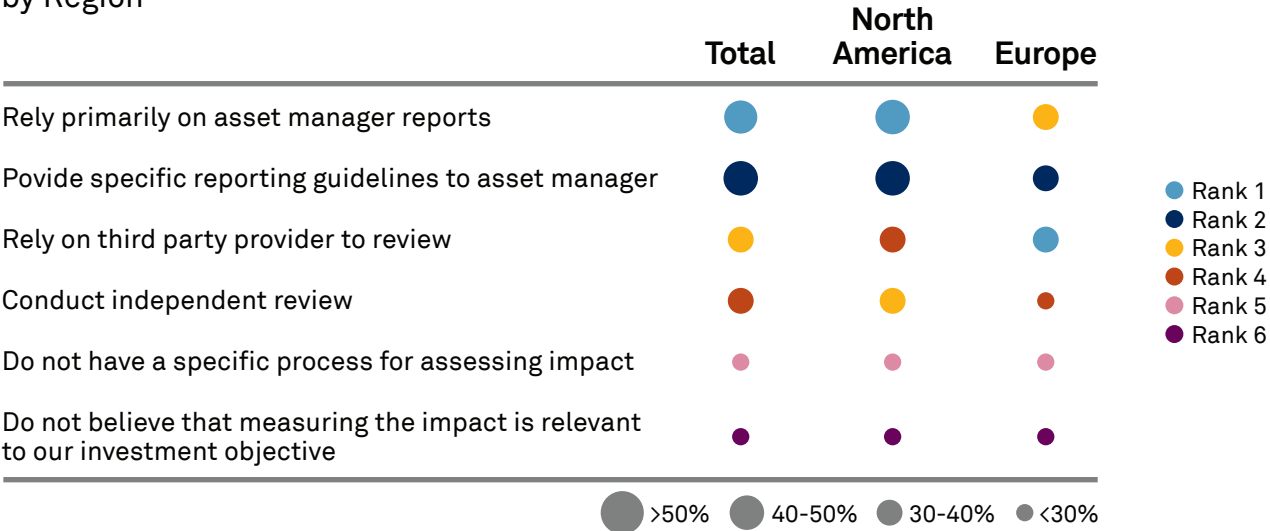 by Region
North
Total America Europe
Rely primarily on asset manager reports
Povide specific reporting guidelines to asset manager
Rely on third party provider to review
Conduct independent review
Do not have a specific process for assessing impact
Do not believe that measuring the impact is relevant
to our investment objective
Rank 1
Rank 2
Rank 3
Rank 4
Rank 5
Rank 6
>50% 40-50% 30-40% <30%